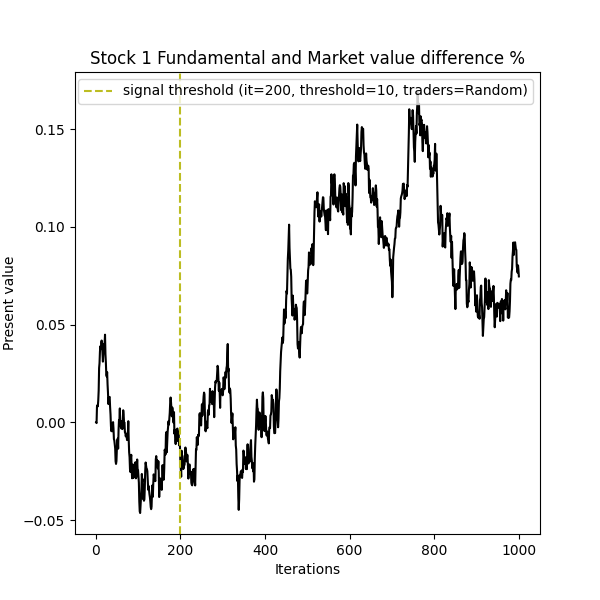 Stock 1 Fundamental and Market value difference %
signal threshold (it=200, threshold=10, traders=Random)
Present value
0.15
0.10
0.05
0.00
−0.05
0 200 400 600 800 1000
Iterations